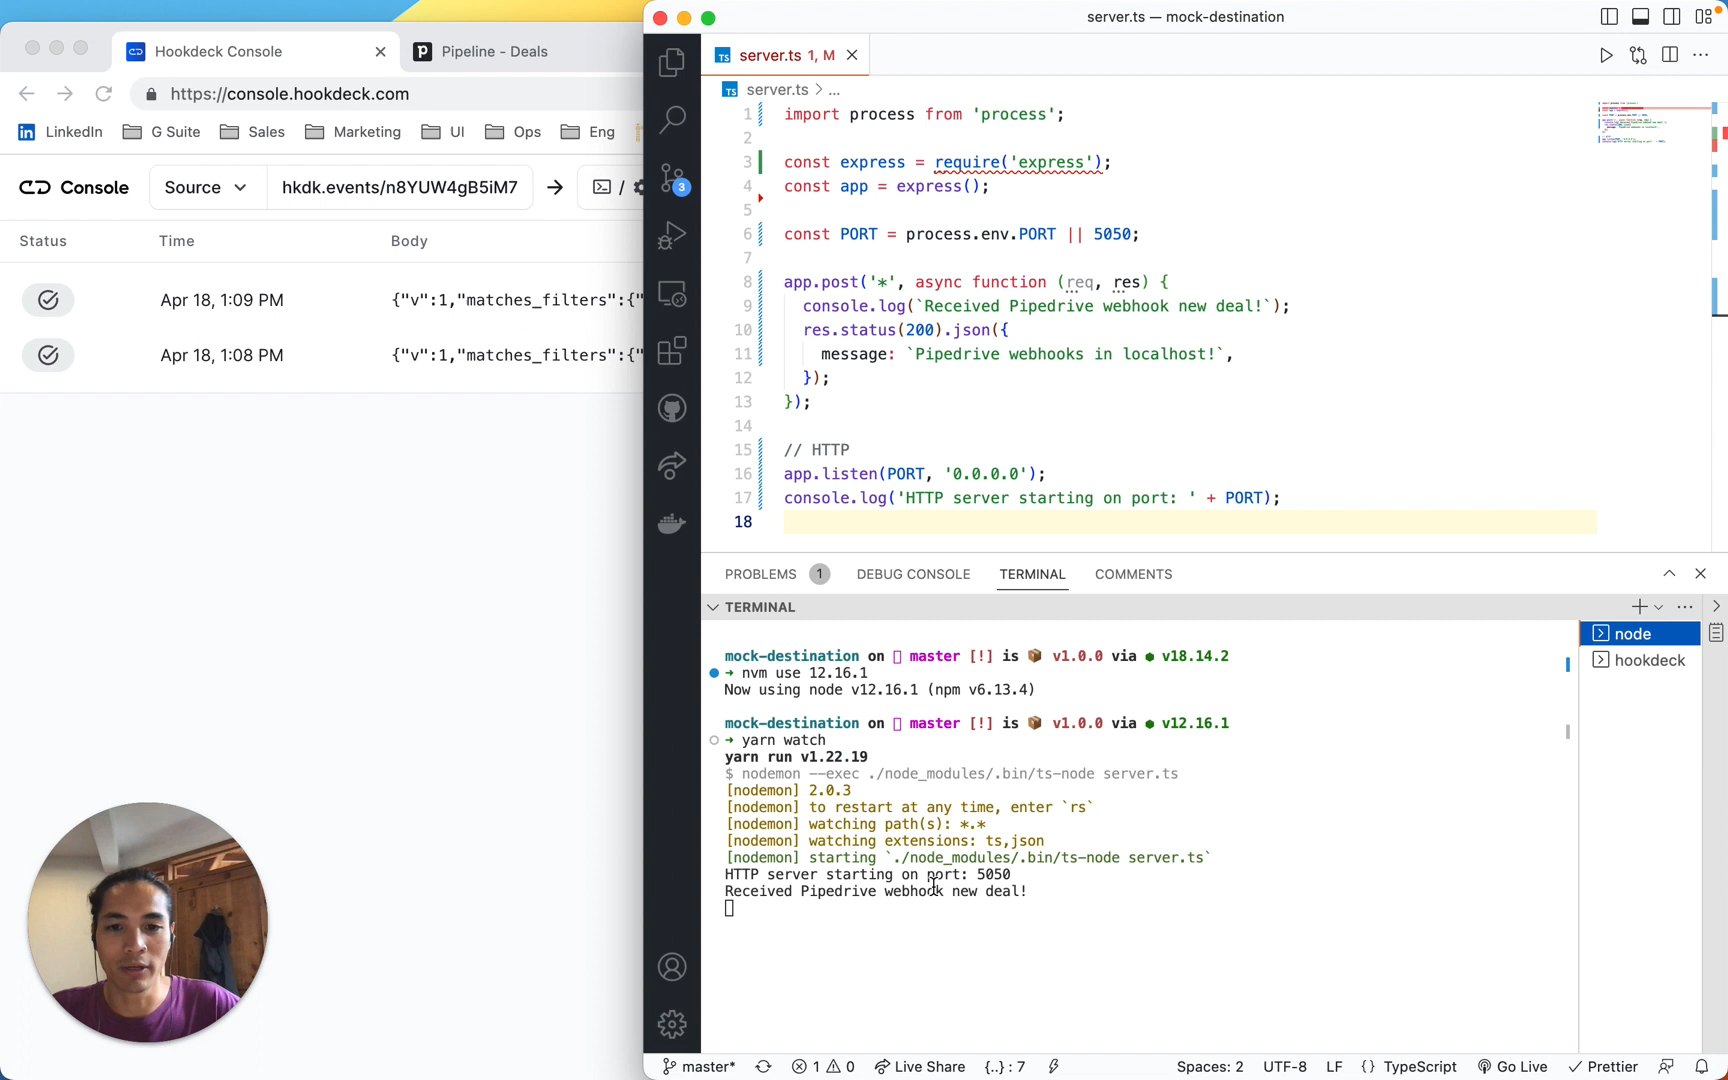 Hookdeck Console
Pipeline - Deals
https://console.hookdeck.com
LinkedIn G Suite Sales Marketing UI Ops Eng
Console Source hkdk.events/n8YUW4gB5iM7 /
Status Time Body
Apr 18, 1:09 PM {"v":1,"matches_filters":{"
Apr 18, 1:08 PM {"v":1,"matches_filters":{"
server.ts — mock-destination
TS server.ts 1, M
TS server.ts > ...
3
1 import process from 'process';
2
3 const express = require('express');
4 const app = express();
5
6 const PORT = process.env.PORT || 5050;
7
8 app.post('*', async function (req, res) {
9 console.log(`Received Pipedrive webhook new deal!`);
10 res.status(200).json({
11 message: `Pipedrive webhooks in localhost!`,
12 });
13 });
14
15 // HTTP
16 app.listen(PORT, '0.0.0.0');
17 console.log('HTTP server starting on port: ' + PORT);
18
PROBLEMS 1 DEBUG CONSOLE TERMINAL COMMENTS
TERMINAL
node
hookdeck
mock-destination on master [!] is v1.0.0 via v18.14.2
→ nvm use 12.16.1
Now using node v12.16.1 (npm v6.13.4)
mock-destination on master [!] is v1.0.0 via v12.16.1
→ yarn watch
yarn run v1.22.19
$ nodemon --exec ./node_modules/.bin/ts-node server.ts
[nodemon] 2.0.3
[nodemon] to restart at any time, enter `rs`
[nodemon] watching path(s): *.*
[nodemon] watching extensions: ts,json
[nodemon] starting `./node_modules/.bin/ts-node server.ts`
HTTP server starting on port: 5050
Received Pipedrive webhook new deal!
master* 1 0 Live Share {..} : 7 Spaces: 2 UTF-8 LF {} TypeScript Go Live Prettier